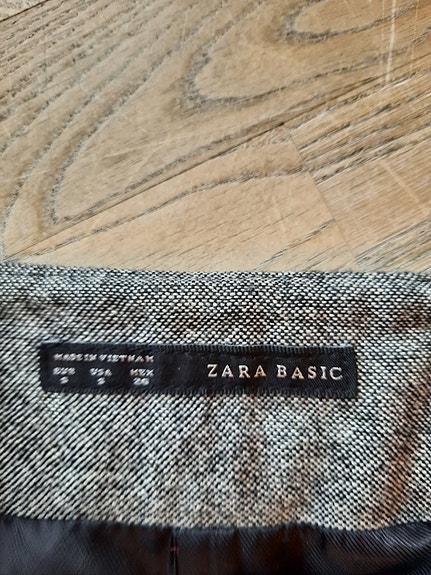 MADE IN VIETNAM
EUR USA MEX
S S 26
ZARA BASIC